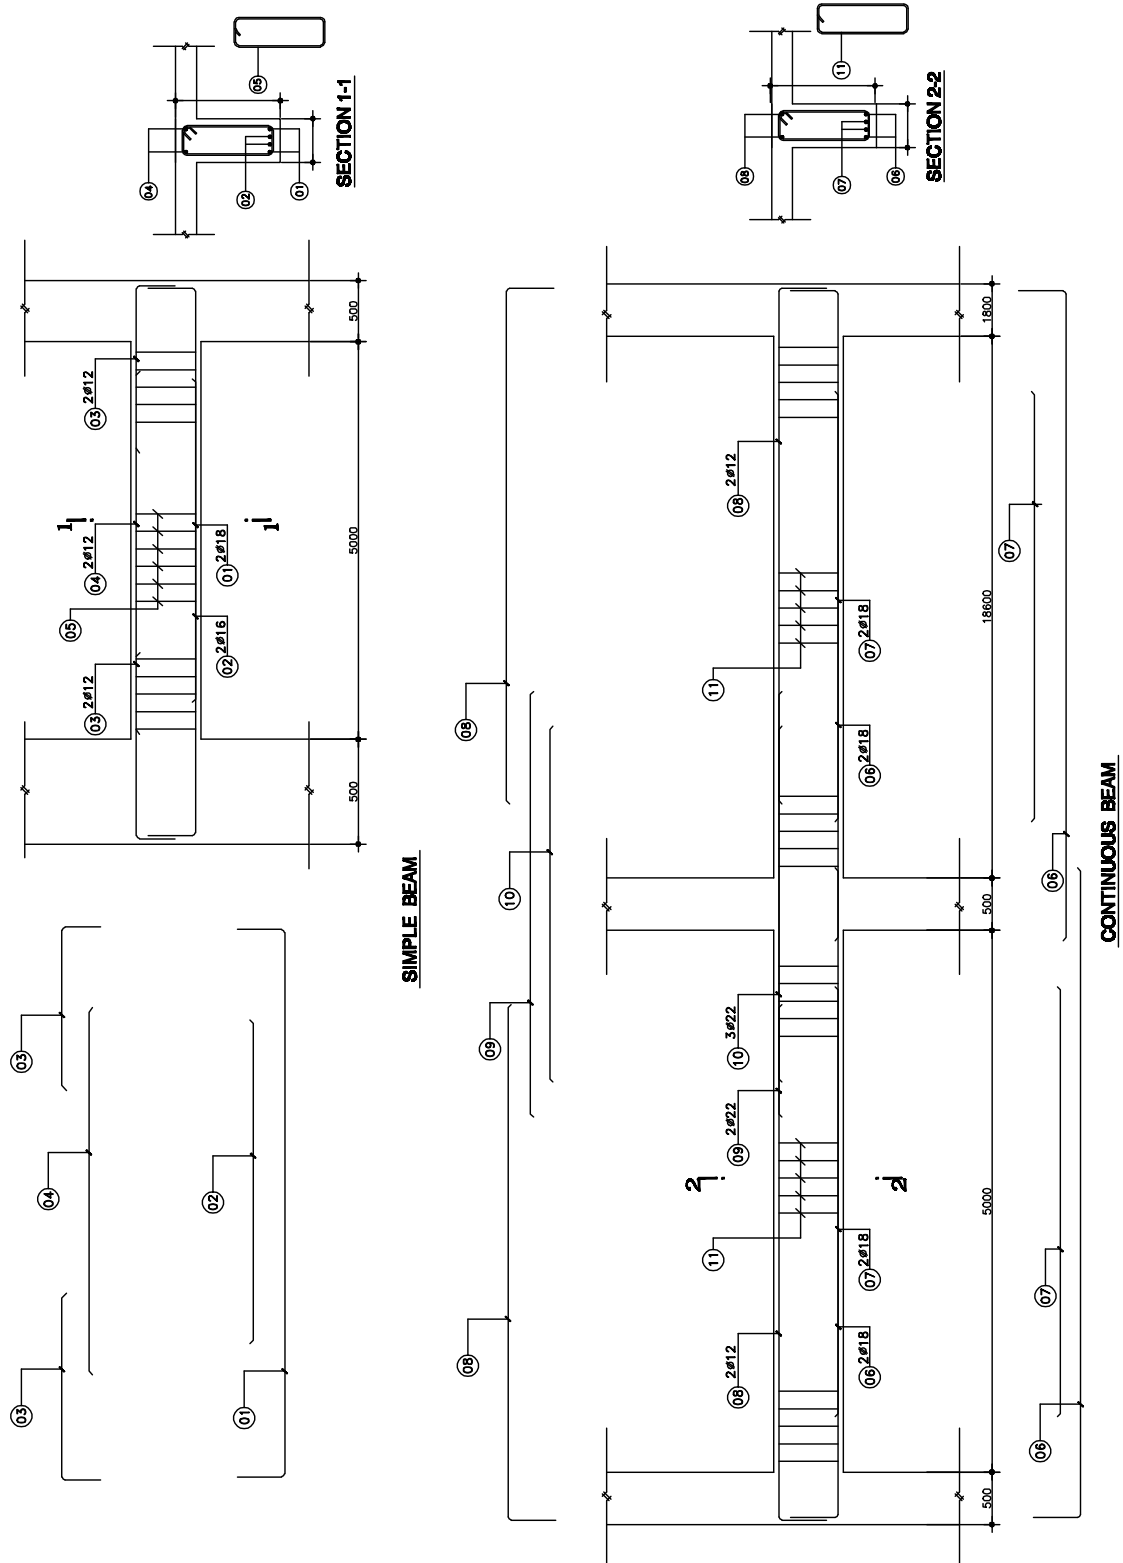 03
03
04
1
05
03 2ø12
04 2ø12
03 2ø12
04
02
02 2ø16
01 2ø18
01
02
05
1
01
SECTION 1-1
500
5000
500
SIMPLE BEAM
08
08
09
10
2
11
11
08 2ø12
09 2ø22
10 3ø22
08 2ø12
08
11
07
06
06 2ø18
07 2ø18
06 2ø18
07 2ø18
2
SECTION 2-2
500
5000
500
18600
1800
07
06
07
06
CONTINUOUS BEAM